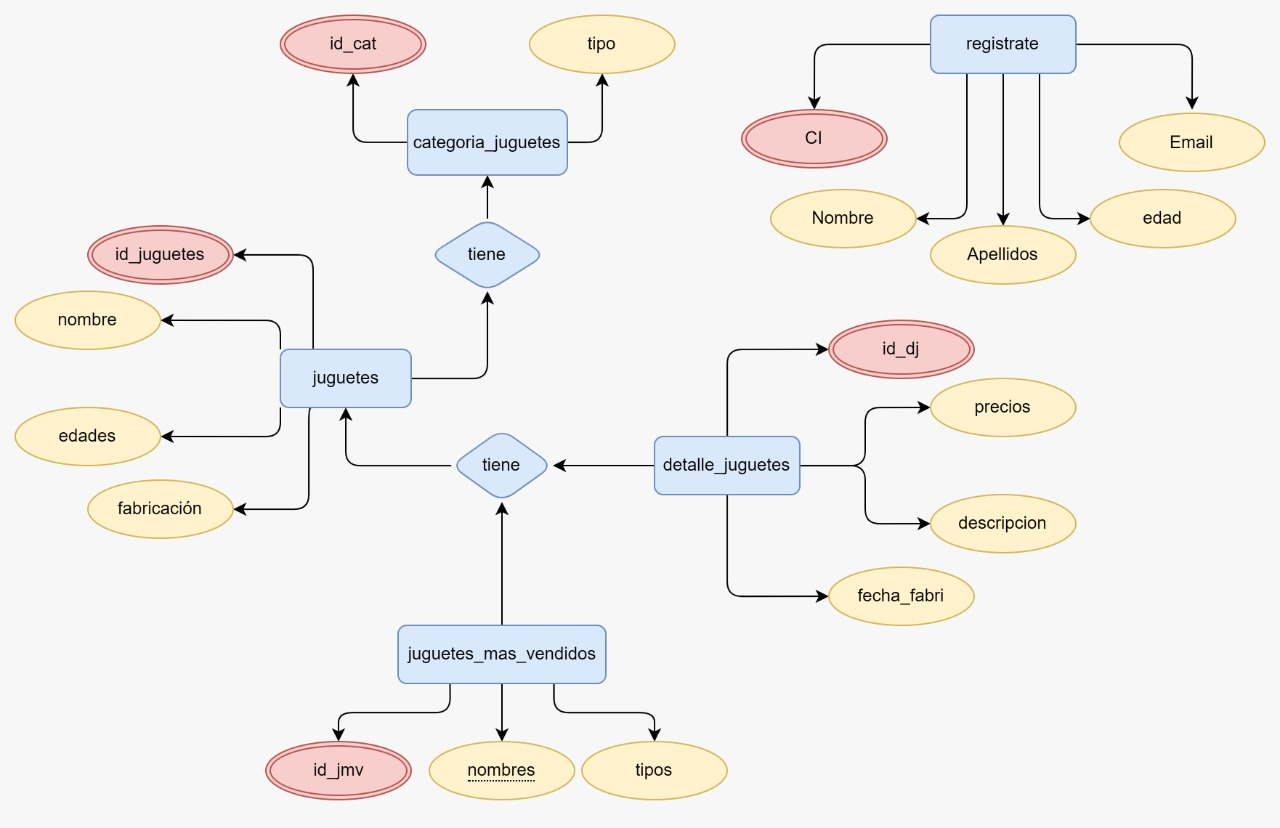 id_cat
tipo
registrate
categoria_juguetes
CI
Email
Nombre
Apellidos
edad
tiene
id_juguetes
nombre
juguetes
edades
fabricación
id_dj
precios
tiene
detalle_juguetes
descripcion
fecha_fabri
juguetes_mas_vendidos
id_jmv
nombres
tipos